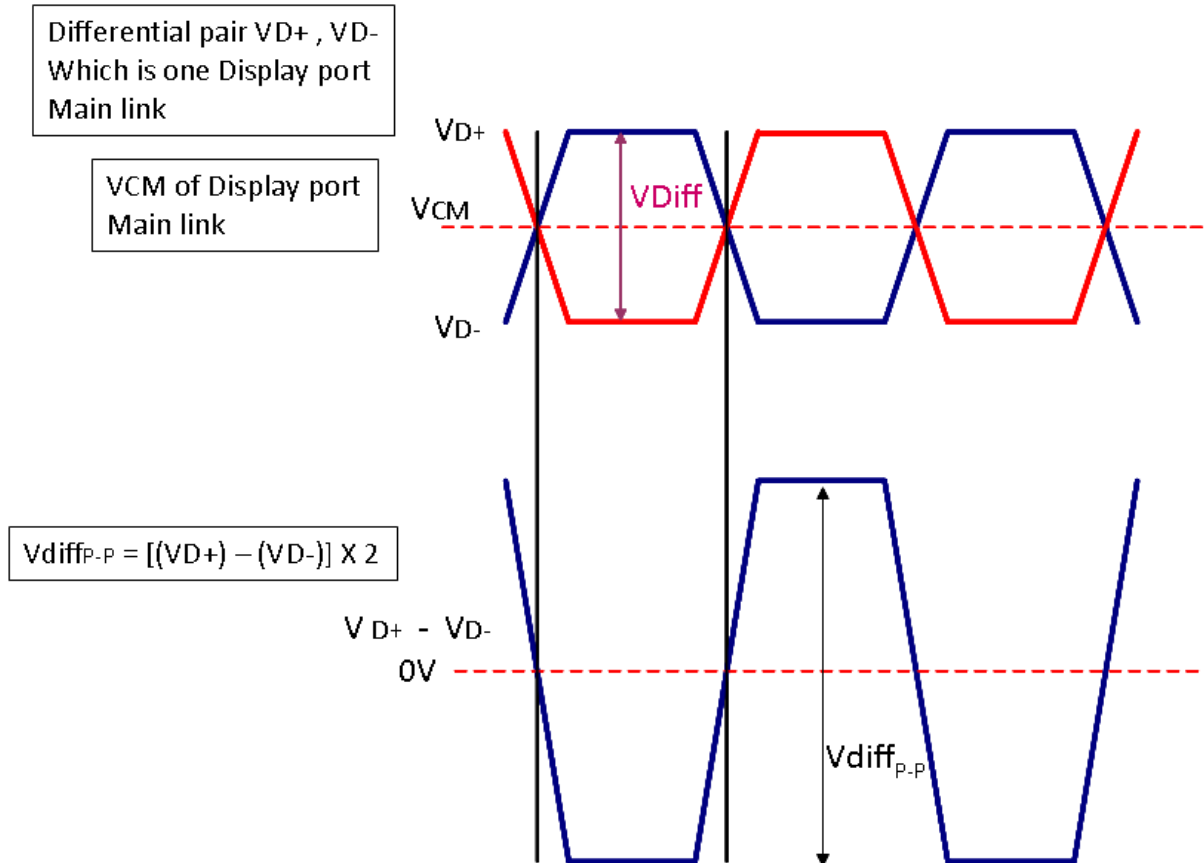 Differential pair VD+ , VD-
Which is one Display port
Main link
VCM of Display port
Main link
VD+
VDiff
VCM
VD-
VdiffP-P = [(VD+) – (VD-)] X 2
V D+ - VD-
0V
VdiffP-P